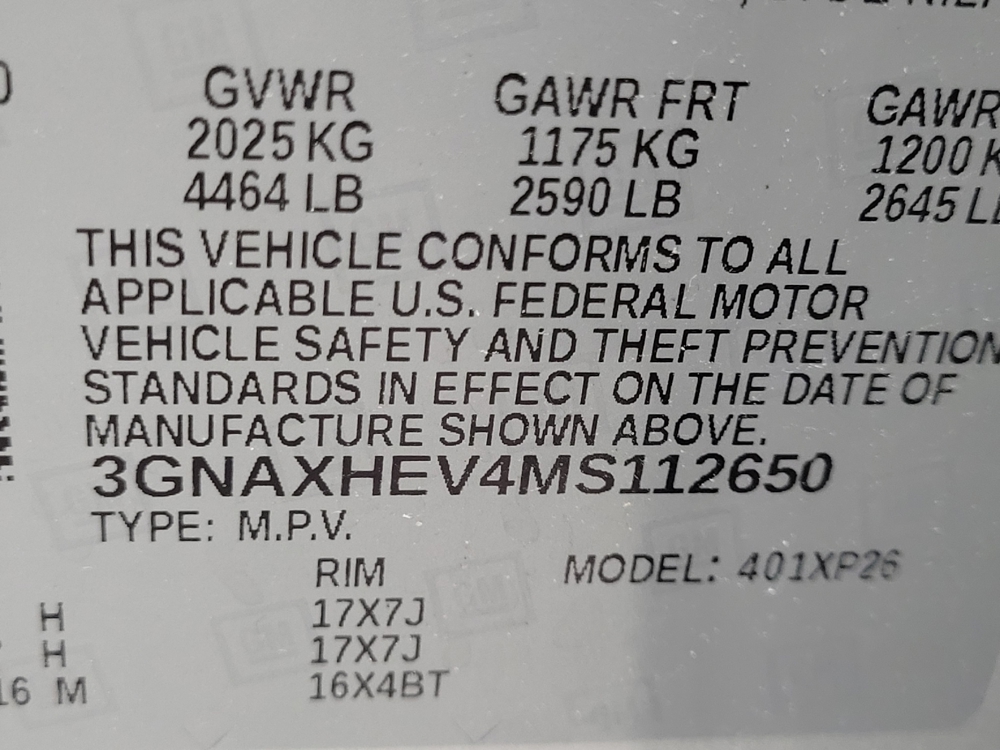 GVWR GAWR FRT GAWR
2025 KG 1175 KG 1200 K
4464 LB 2590 LB 2645 L
THIS VEHICLE CONFORMS TO ALL
APPLICABLE U.S. FEDERAL MOTOR
VEHICLE SAFETY AND THEFT PREVENTION
STANDARDS IN EFFECT ON THE DATE OF
MANUFACTURE SHOWN ABOVE.
3GNAXHEV4MS112650
TYPE: M.P.V.
RIM MODEL: 401XP26
H 17X7J
H 17X7J
16 M 16X4BT